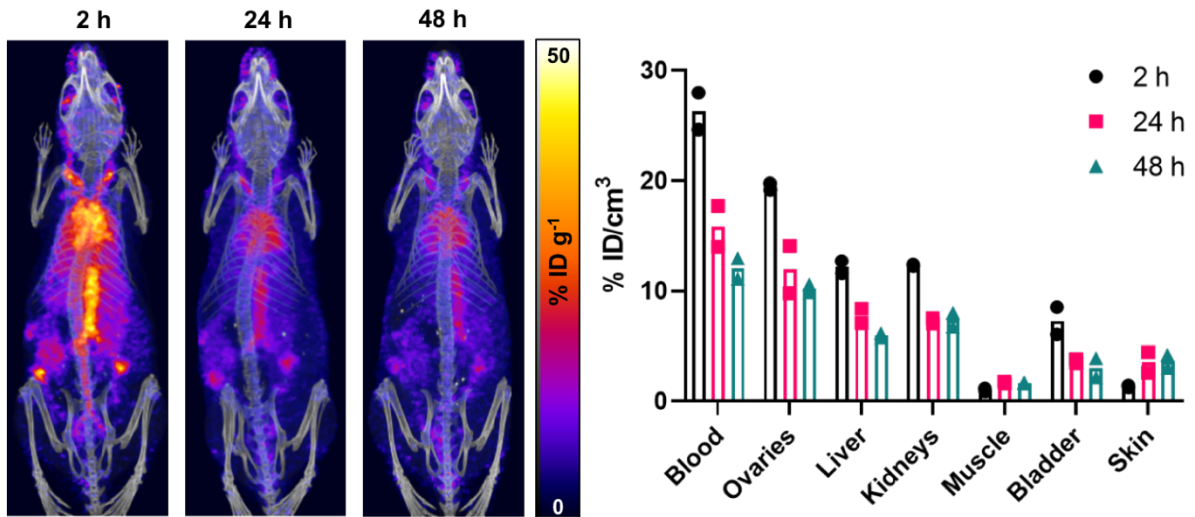 2 h
24 h
48 h
50
% ID g⁻¹
0
% ID/cm³
30
20
10
0
2 h
24 h
48 h
Blood
Ovaries
Liver
Kidneys
Muscle
Bladder
Skin